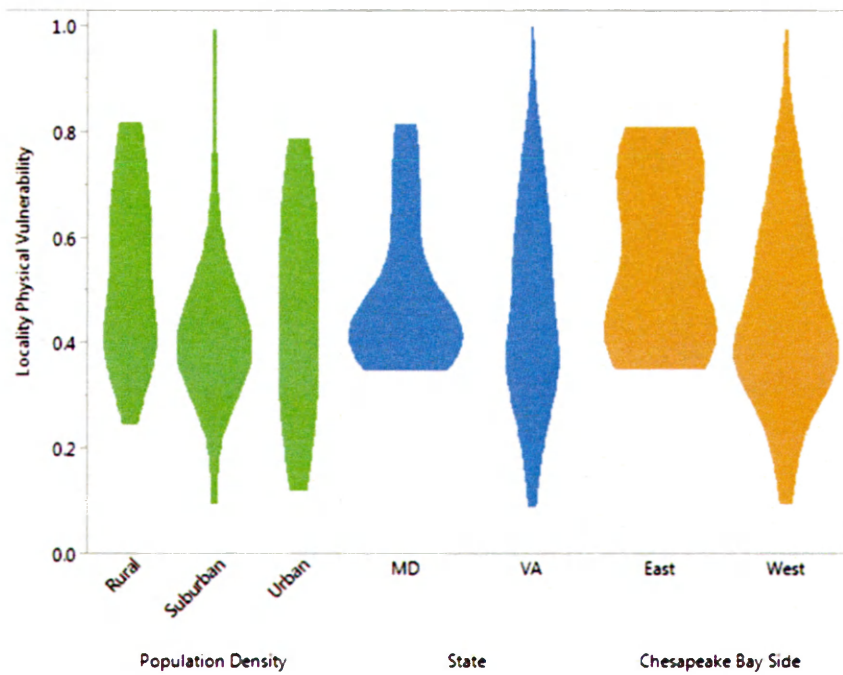 Locality Physical Vulnerability
1.0
0.8
0.6
0.4
0.2
0.0
Rural
Suburban
Urban
MD
VA
East
West
Population Density
State
Chesapeake Bay Side